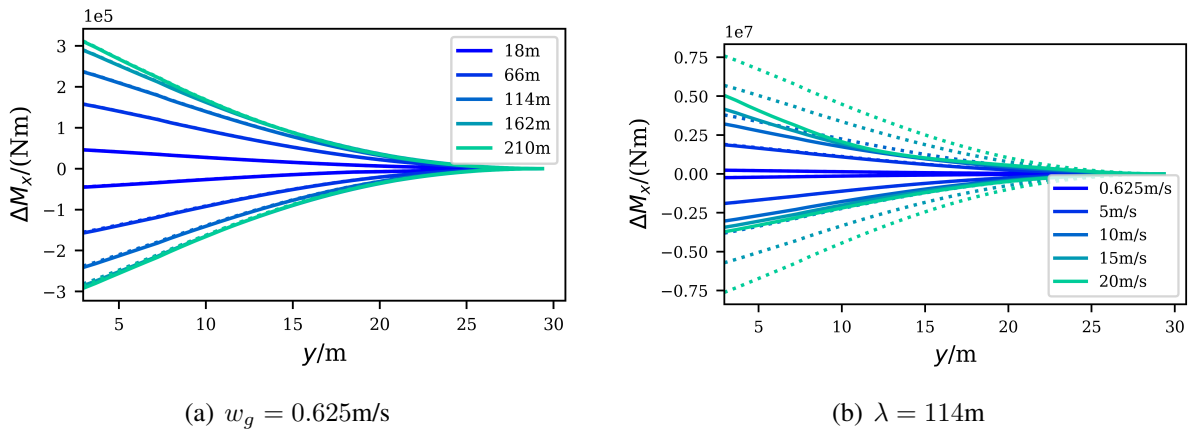 1e5
3
2
1
0
−1
−2
−3
ΔMₓ/(Nm)
5 10 15 20 25 30
y/m
18m
66m
114m
162m
210m
(a) w_g = 0.625m/s
1e7
0.75
0.50
0.25
0.00
−0.25
−0.50
−0.75
ΔMₓ/(Nm)
5 10 15 20 25 30
y/m
0.625m/s
5m/s
10m/s
15m/s
20m/s
(b) λ = 114m